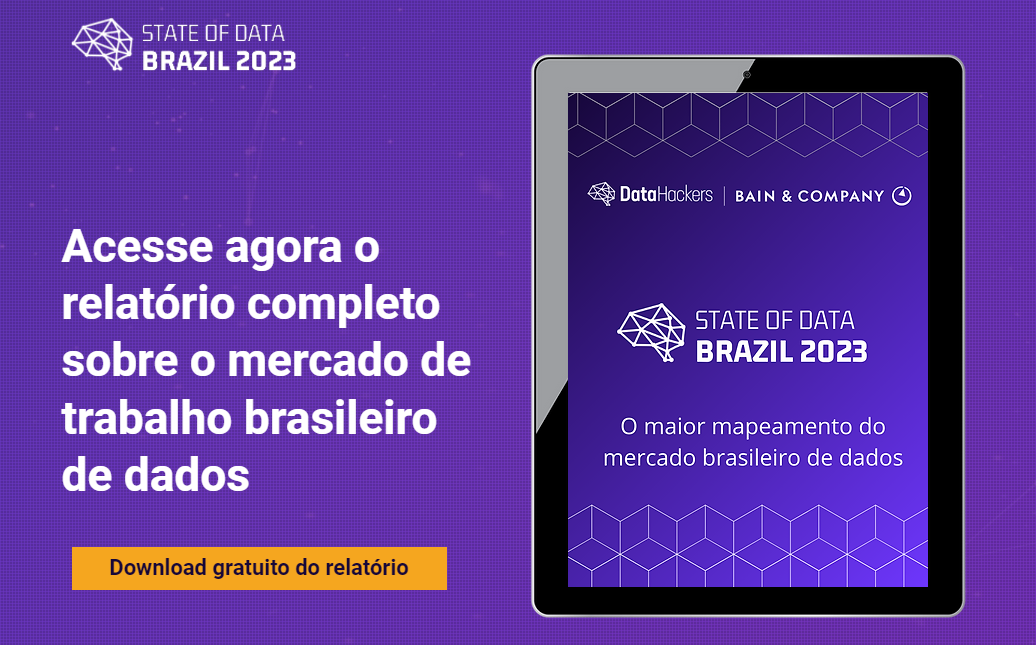 STATE OF DATA
BRAZIL 2023
Acesse agora o
relatório completo
sobre o mercado de
trabalho brasileiro
de dados
Download gratuito do relatório
DataHackers | BAIN & COMPANY
STATE OF DATA
BRAZIL 2023
O maior mapeamento do
mercado brasileiro de dados